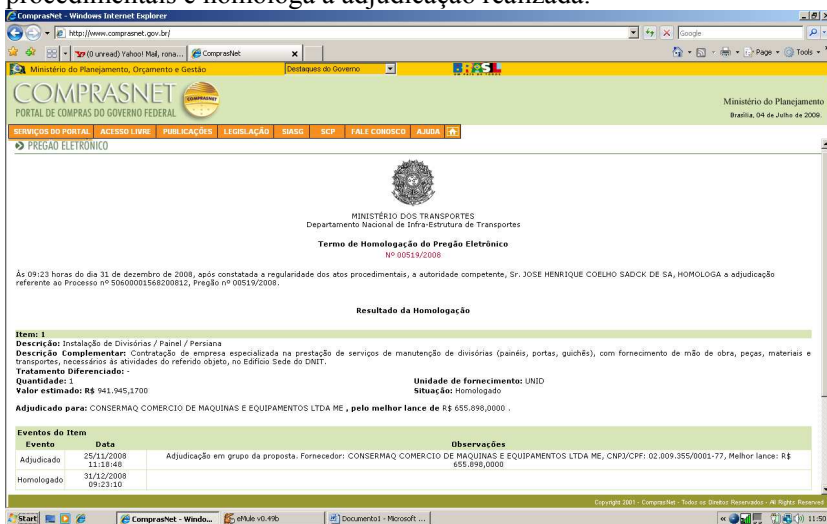 procedimentais e homologa a adjudicação realizada.
ComprasNet - Windows Internet Explorer
http://www.comprasnet.gov.br/
Google
(0 unread) Yahoo! Mail, rona...
ComprasNet
Page
Tools
Ministério do Planejamento, Orçamento e Gestão
Destaques do Governo
BRASIL
COMPRASNET
PORTAL DE COMPRAS DO GOVERNO FEDERAL
Ministério do Planejamento
Brasília, 04 de Julho de 2009.
SERVIÇOS DO PORTAL ACESSO LIVRE PUBLICAÇÕES LEGISLAÇÃO SIASG SCP FALE CONOSCO AJUDA
PREGÃO ELETRÔNICO
MINISTÉRIO DOS TRANSPORTES
Departamento Nacional de Infra-Estrutura de Transportes
Termo de Homologação do Pregão Eletrônico
Nº 00519/2008
Às 09:23 horas do dia 31 de dezembro de 2008, após constatada a regularidade dos atos procedimentais, a autoridade competente, Sr. JOSE HENRIQUE COELHO SADCK DE SA, HOMOLOGA a adjudicação
referente ao Processo nº 50600001568200812, Pregão nº 00519/2008.
Resultado da Homologação
Item: 1
Descrição: Instalação de Divisórias / Painel / Persiana
Descrição Complementar: Contratação de empresa especializada na prestação de serviços de manutenção de divisórias (painéis, portas, guichês), com fornecimento de mão de obra, peças, materiais e
transportes, necessários às atividades do referido objeto, no Edifício Sede do DNIT.
Tratamento Diferenciado: -
Quantidade: 1 Unidade de fornecimento: UNID
Valor estimado: R$ 941.945,1700 Situação: Homologado
Adjudicado para: CONSERMAQ COMERCIO DE MAQUINAS E EQUIPAMENTOS LTDA ME , pelo melhor lance de R$ 655.898,0000 .
Eventos do Item
Evento Data Observações
Adjudicado 25/11/2008 11:18:48 Adjudicação em grupo da proposta. Fornecedor: CONSERMAQ COMERCIO DE MAQUINAS E EQUIPAMENTOS LTDA ME, CNPJ/CPF: 02.009.355/0001-77, Melhor lance: R$
655.898,0000
Homologado 31/12/2008 09:23:10
Copyright 2001 - ComprasNet - Todos os Direitos Reservados - All Rights Reserved
Start
ComprasNet - Windo...
eMule v0.49b
Documento1 - Microsoft ...
11:50